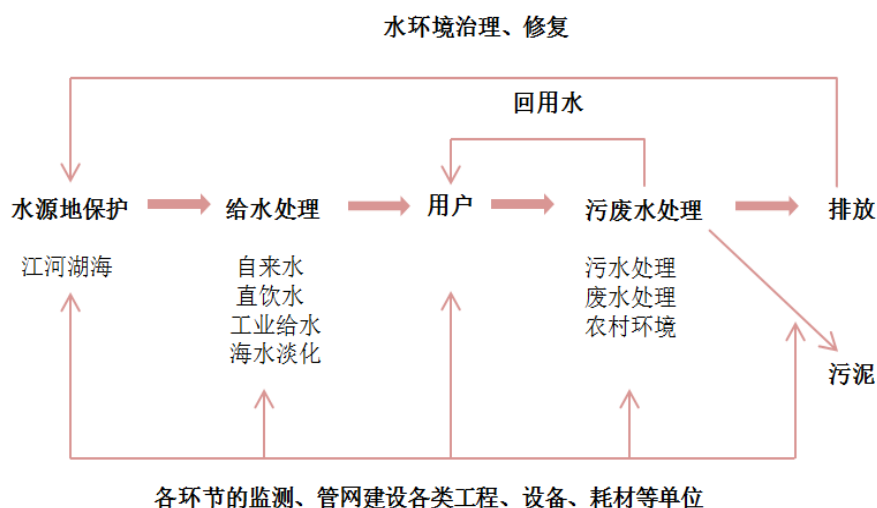 水环境治理、修复
回用水
水源地保护
给水处理
用户
污废水处理
排放
江河湖海
自来水
直饮水
工业给水
海水淡化
污水处理
废水处理
农村环境
污泥
各环节的监测、管网建设各类工程、设备、耗材等单位